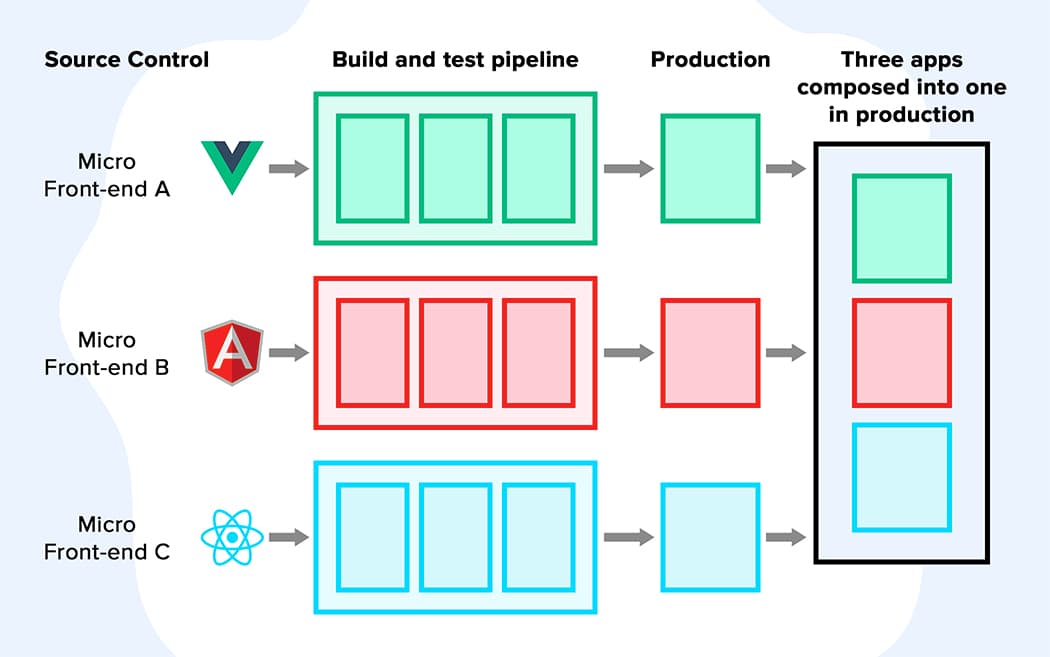 Source Control
Build and test pipeline
Production
Three apps
composed into one
in production
Micro
Front-end A
Micro
Front-end B
Micro
Front-end C